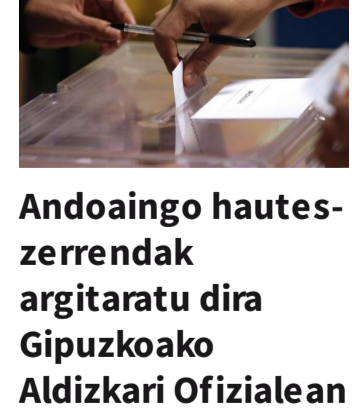 Andoaingo hautes-
zerrendak
argitaratu dira
Gipuzkoako
Aldizkari Ofizialean